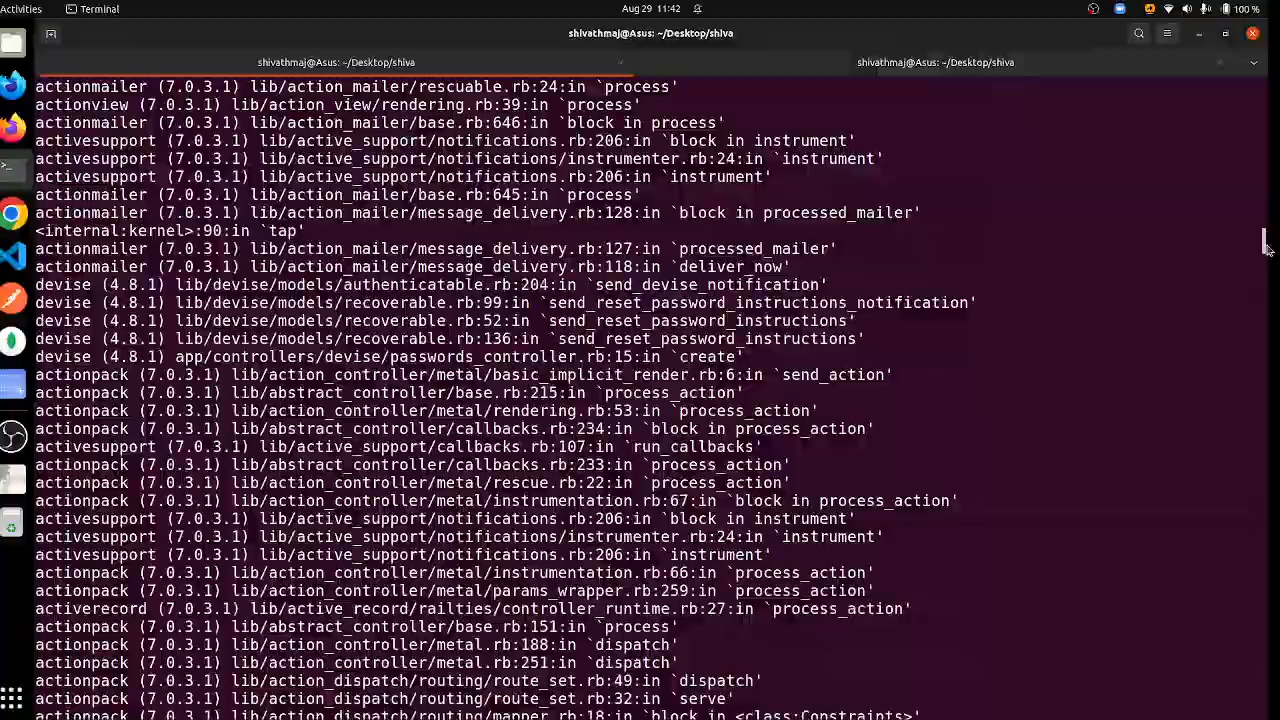 Activities
Terminal
Aug 29 11:42
100 %
shivathmaj@Asus: ~/Desktop/shiva
shivathmaj@Asus: ~/Desktop/shiva
shivathmaj@Asus: ~/Desktop/shiva
actionmailer (7.0.3.1) lib/action_mailer/rescuable.rb:24:in `process'
actionview (7.0.3.1) lib/action_view/rendering.rb:39:in `process'
actionmailer (7.0.3.1) lib/action_mailer/base.rb:646:in `block in process'
activesupport (7.0.3.1) lib/active_support/notifications.rb:206:in `block in instrument'
activesupport (7.0.3.1) lib/active_support/notifications/instrumenter.rb:24:in `instrument'
activesupport (7.0.3.1) lib/active_support/notifications.rb:206:in `instrument'
actionmailer (7.0.3.1) lib/action_mailer/base.rb:645:in `process'
actionmailer (7.0.3.1) lib/action_mailer/message_delivery.rb:128:in `block in processed_mailer'
<internal:kernel>:90:in `tap'
actionmailer (7.0.3.1) lib/action_mailer/message_delivery.rb:127:in `processed_mailer'
actionmailer (7.0.3.1) lib/action_mailer/message_delivery.rb:118:in `deliver_now'
devise (4.8.1) lib/devise/models/authenticatable.rb:204:in `send_devise_notification'
devise (4.8.1) lib/devise/models/recoverable.rb:99:in `send_reset_password_instructions_notification'
devise (4.8.1) lib/devise/models/recoverable.rb:52:in `send_reset_password_instructions'
devise (4.8.1) lib/devise/models/recoverable.rb:136:in `send_reset_password_instructions'
devise (4.8.1) app/controllers/devise/passwords_controller.rb:15:in `create'
actionpack (7.0.3.1) lib/action_controller/metal/basic_implicit_render.rb:6:in `send_action'
actionpack (7.0.3.1) lib/abstract_controller/base.rb:215:in `process_action'
actionpack (7.0.3.1) lib/action_controller/metal/rendering.rb:53:in `process_action'
actionpack (7.0.3.1) lib/abstract_controller/callbacks.rb:234:in `block in process_action'
activesupport (7.0.3.1) lib/active_support/callbacks.rb:107:in `run_callbacks'
actionpack (7.0.3.1) lib/abstract_controller/callbacks.rb:233:in `process_action'
actionpack (7.0.3.1) lib/action_controller/metal/rescue.rb:22:in `process_action'
actionpack (7.0.3.1) lib/action_controller/metal/instrumentation.rb:67:in `block in process_action'
activesupport (7.0.3.1) lib/active_support/notifications.rb:206:in `block in instrument'
activesupport (7.0.3.1) lib/active_support/notifications/instrumenter.rb:24:in `instrument'
activesupport (7.0.3.1) lib/active_support/notifications.rb:206:in `instrument'
actionpack (7.0.3.1) lib/action_controller/metal/instrumentation.rb:66:in `process_action'
actionpack (7.0.3.1) lib/action_controller/metal/params_wrapper.rb:259:in `process_action'
activerecord (7.0.3.1) lib/active_record/railties/controller_runtime.rb:27:in `process_action'
actionpack (7.0.3.1) lib/abstract_controller/base.rb:151:in `process'
actionpack (7.0.3.1) lib/action_controller/metal.rb:188:in `dispatch'
actionpack (7.0.3.1) lib/action_controller/metal.rb:251:in `dispatch'
actionpack (7.0.3.1) lib/action_dispatch/routing/route_set.rb:49:in `dispatch'
actionpack (7.0.3.1) lib/action_dispatch/routing/route_set.rb:32:in `serve'
actionpack (7.0.3.1) lib/action_dispatch/routing/mapper.rb:18:in `block in <class:Constraints>'